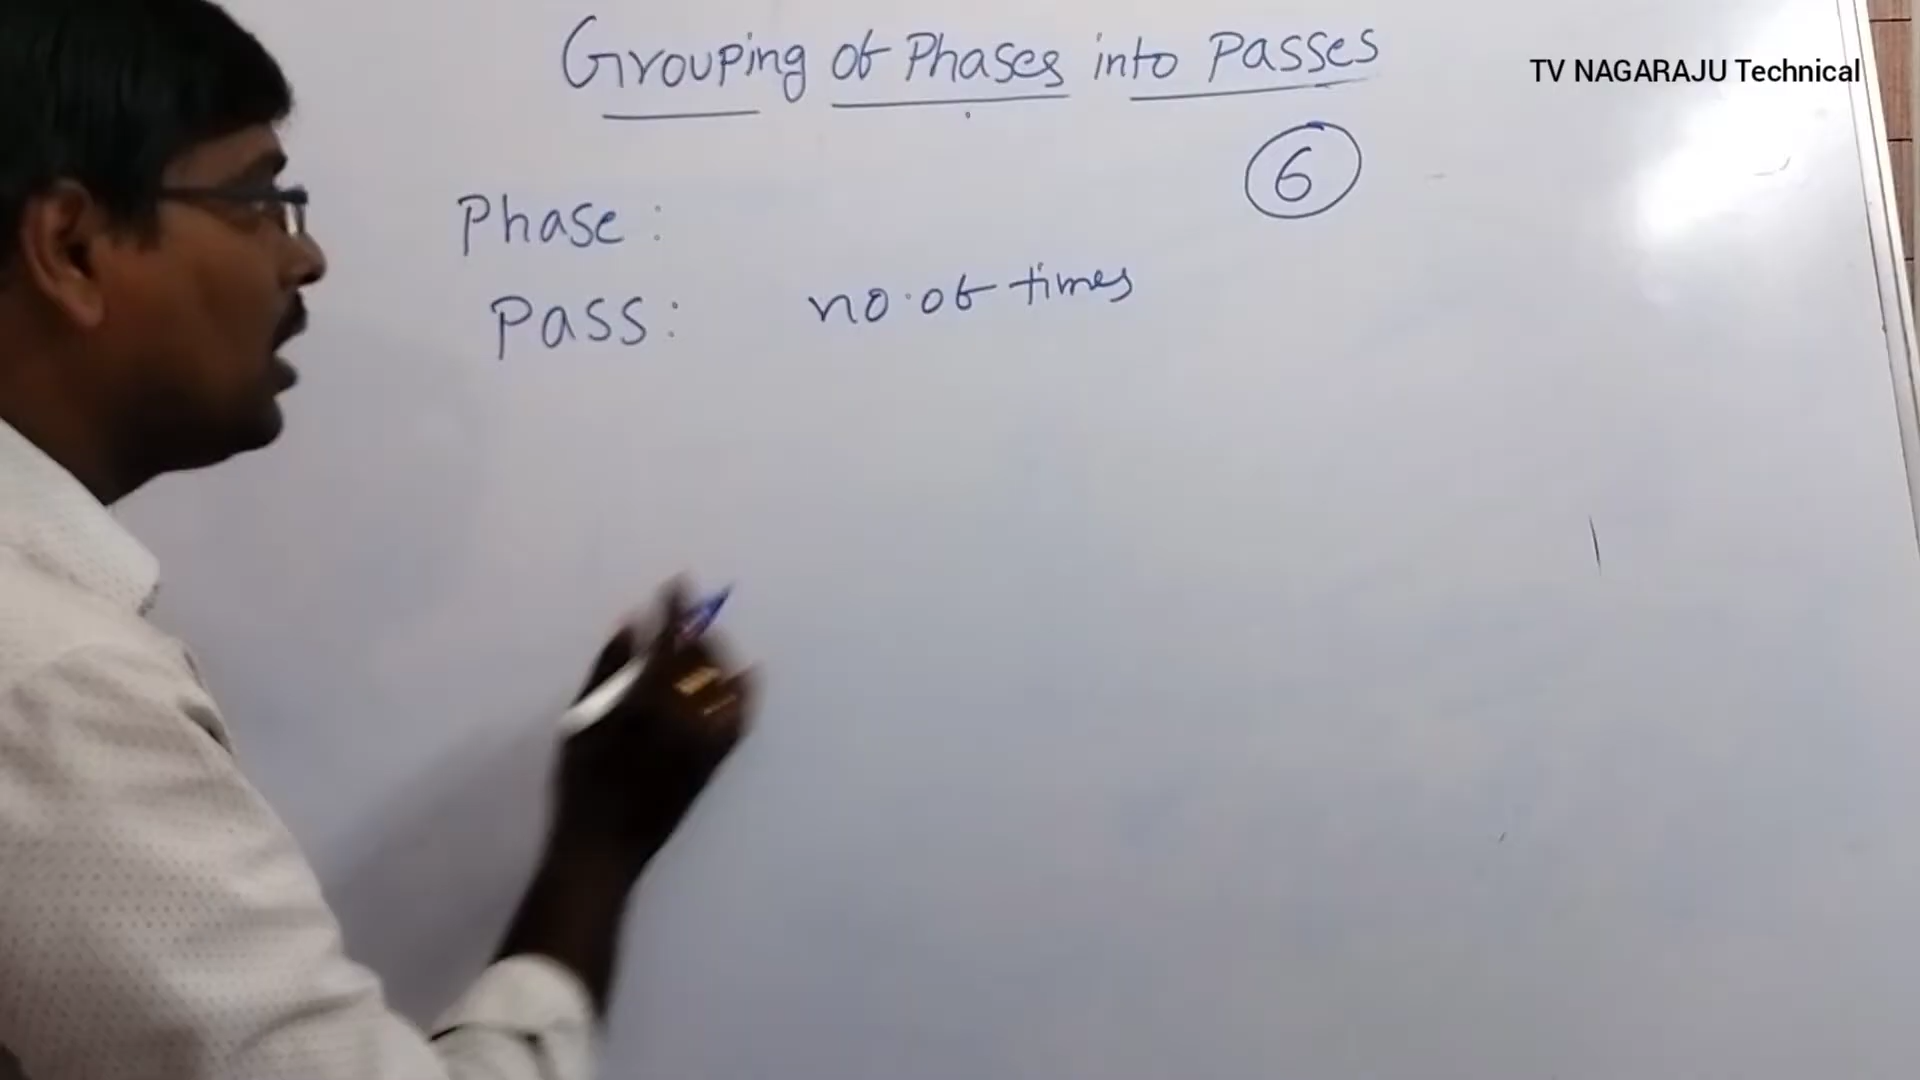 Grouping of Phases into Passes
TV NAGARAJU Technical
6
Phase :
Pass : no. of times